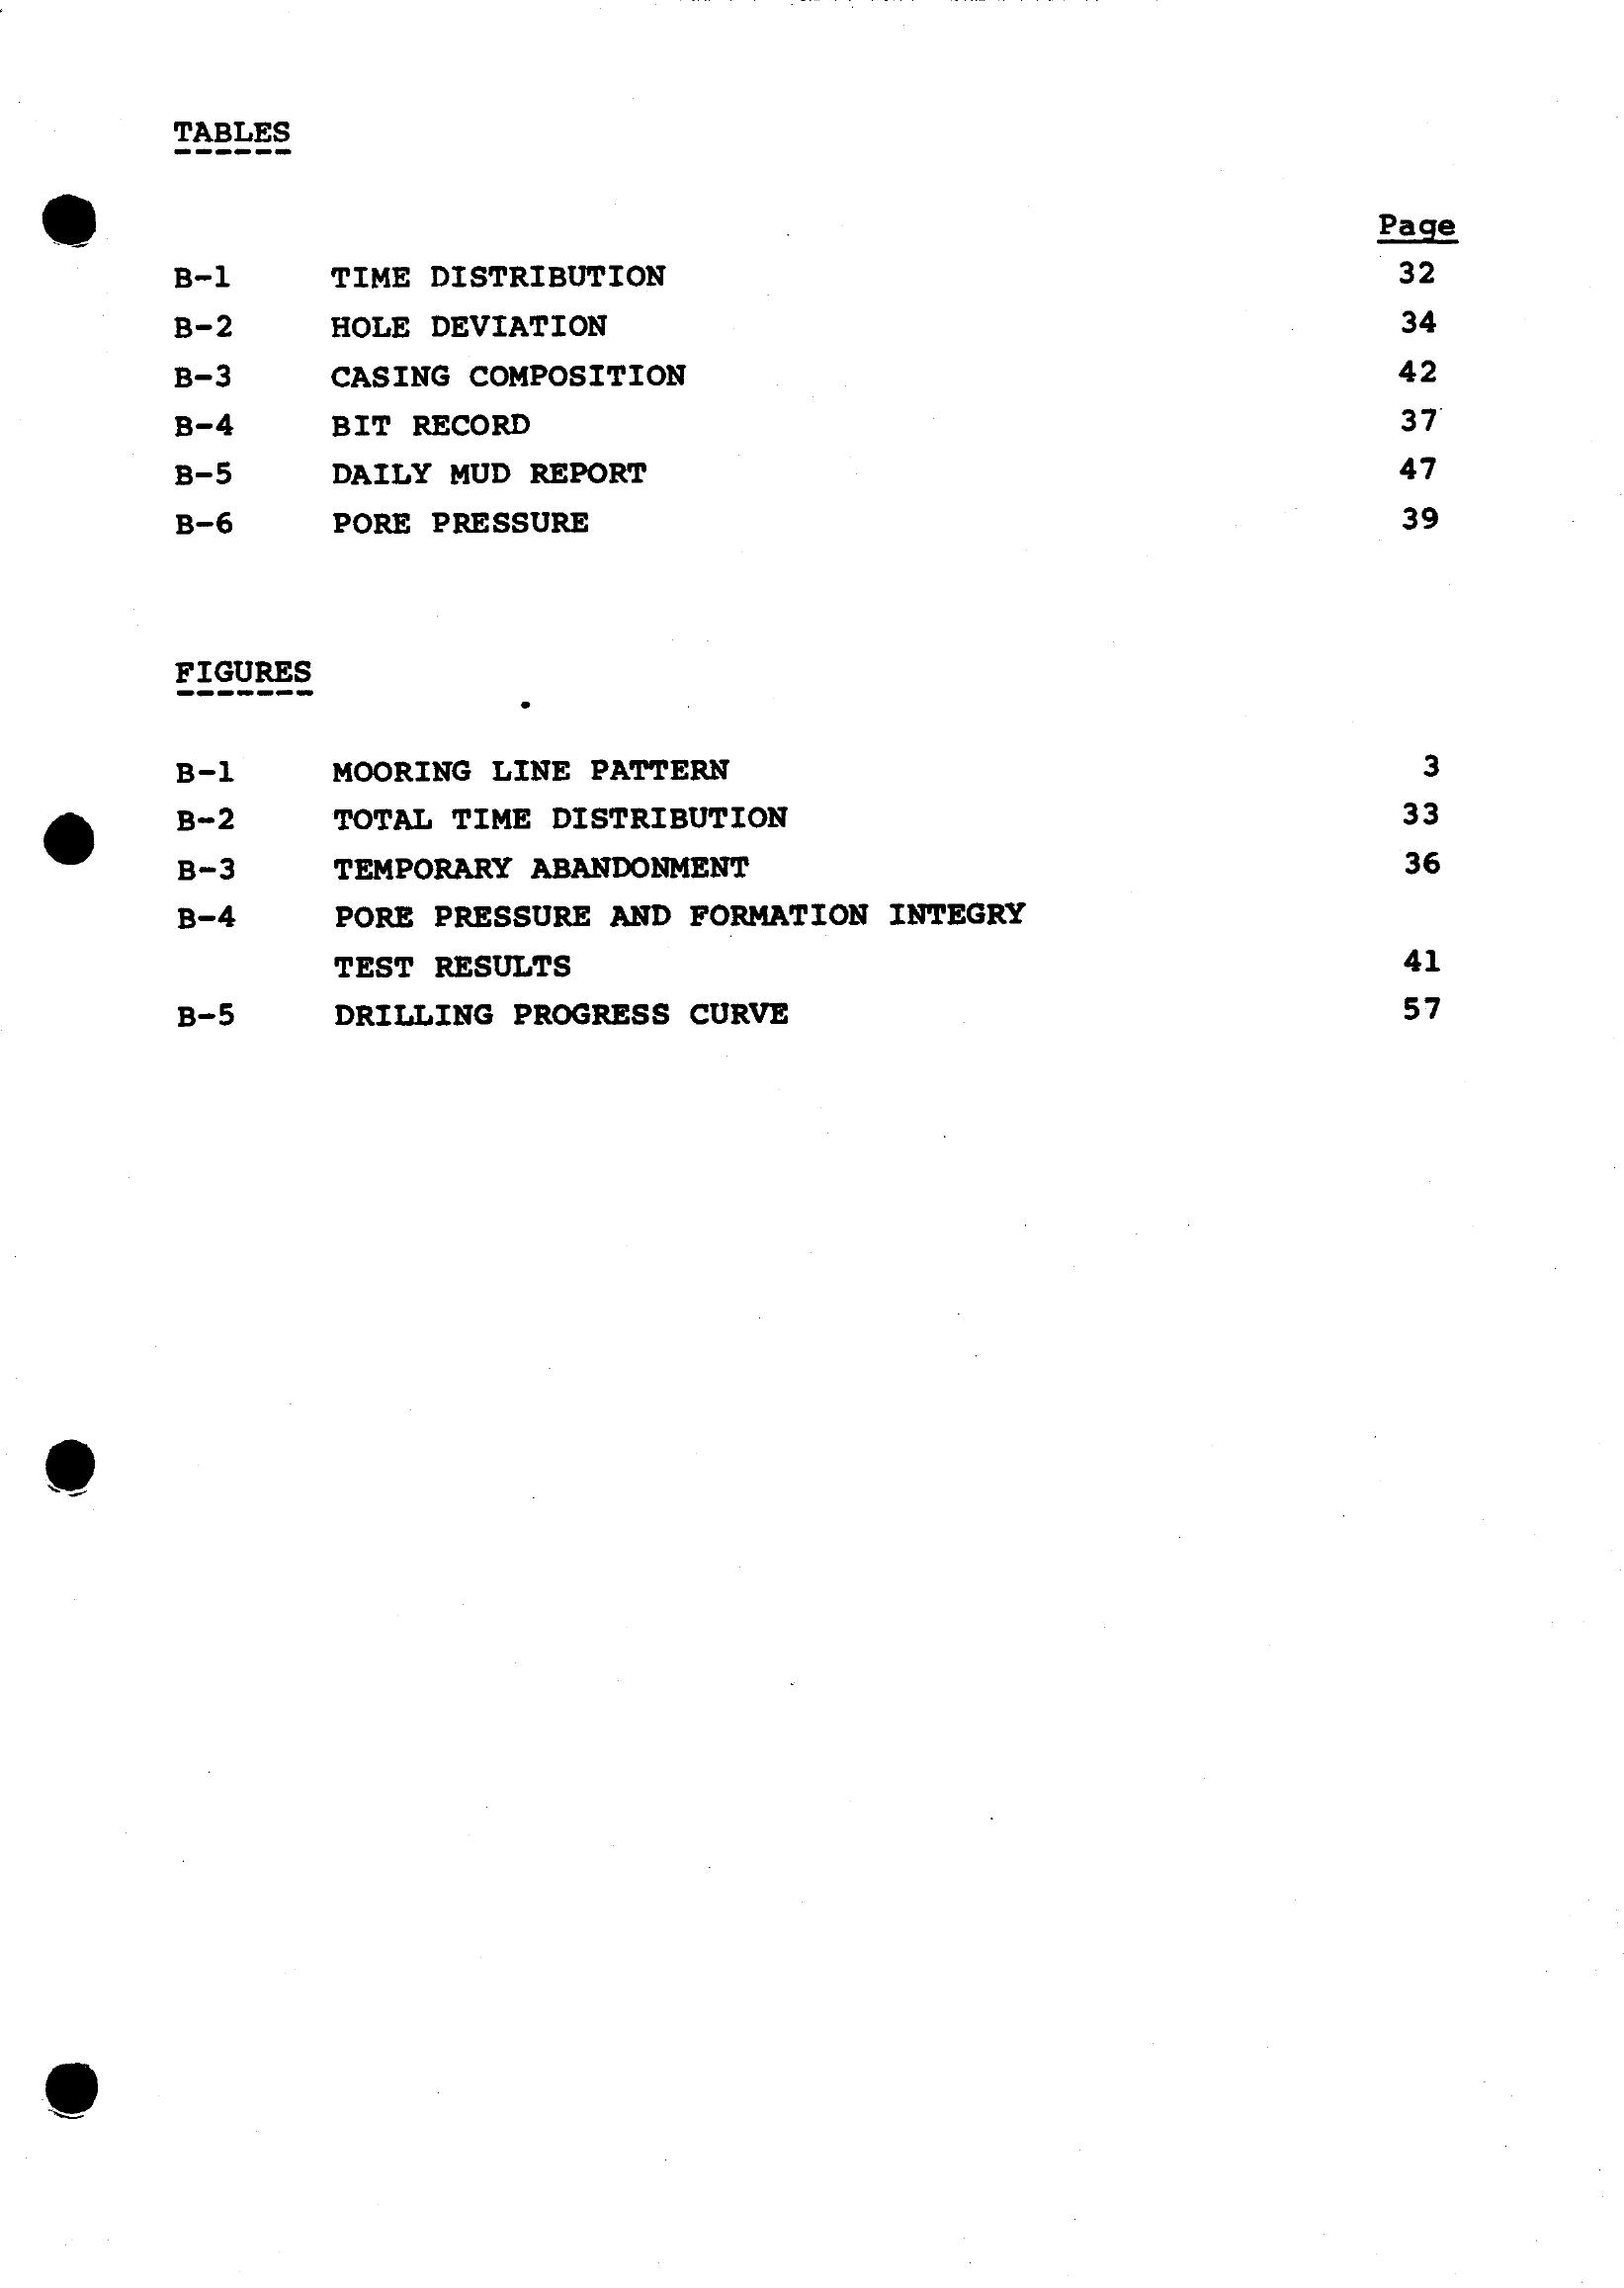 TABLES
Page
B-1 TIME DISTRIBUTION 32
B-2 HOLE DEVIATION 34
B-3 CASING COMPOSITION 42
B-4 BIT RECORD 37
B-5 DAILY MUD REPORT 47
B-6 PORE PRESSURE 39
FIGURES
B-1 MOORING LINE PATTERN 3
B-2 TOTAL TIME DISTRIBUTION 33
B-3 TEMPORARY ABANDONMENT 36
B-4 PORE PRESSURE AND FORMATION INTEGRY
TEST RESULTS 41
B-5 DRILLING PROGRESS CURVE 57